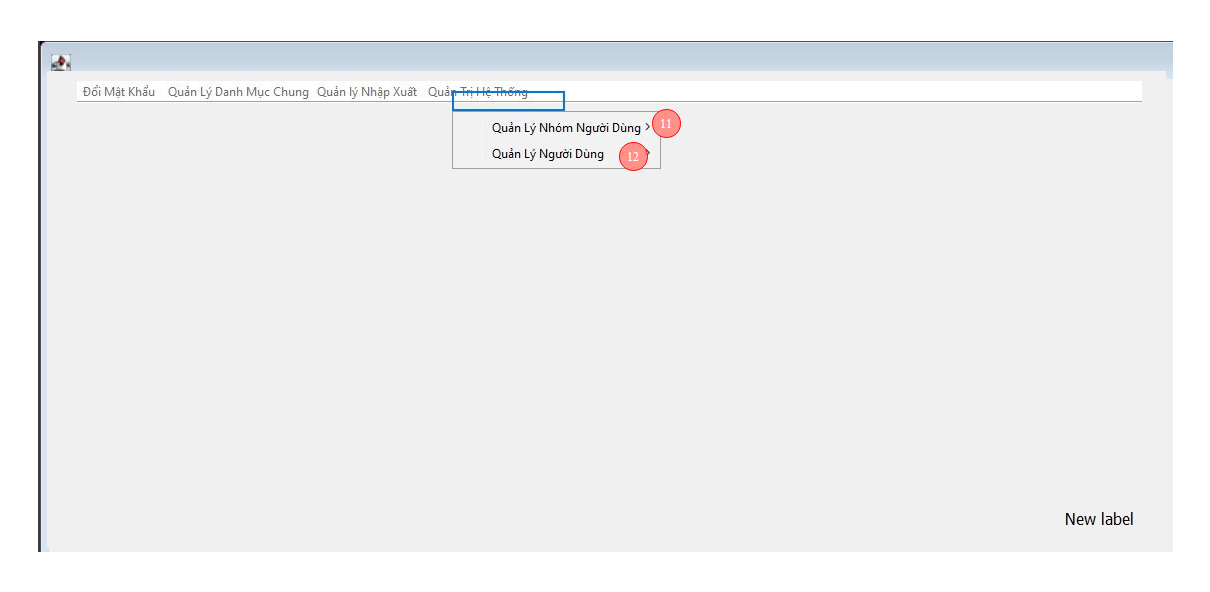 Đổi Mật Khẩu Quản Lý Danh Mục Chung Quản lý Nhập Xuất Quản Trị Hệ Thống
Quản Lý Nhóm Người Dùng > 11
Quản Lý Người Dùng 12
New label